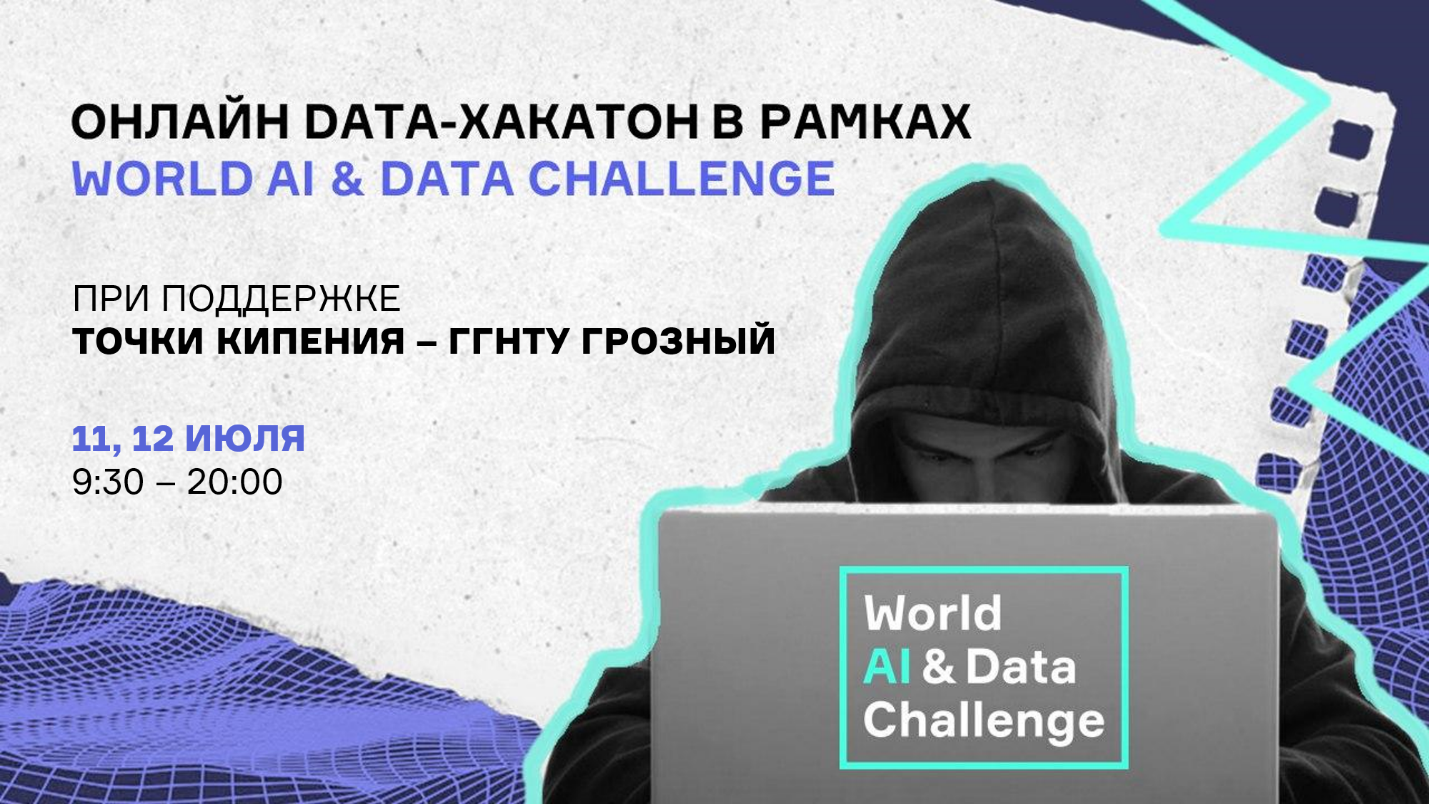 ОНЛАЙН DATA-ХАКАТОН В РАМКАХ
WORLD AI & DATA CHALLENGE
ПРИ ПОДДЕРЖКЕ
ТОЧКИ КИПЕНИЯ – ГГНТУ ГРОЗНЫЙ
11, 12 ИЮЛЯ
9:30 – 20:00
World
AI & Data
Challenge